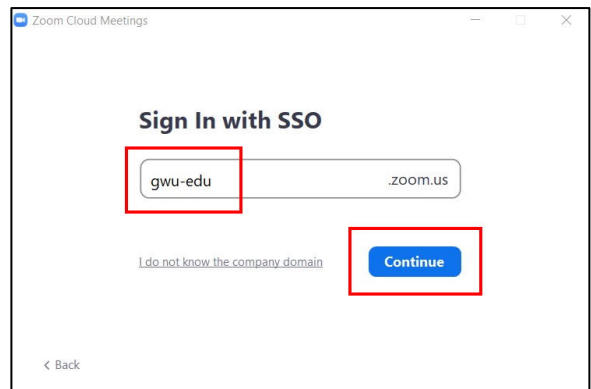 Zoom Cloud Meetings
Sign In with SSO
gwu-edu .zoom.us
I do not know the company domain Continue
Back